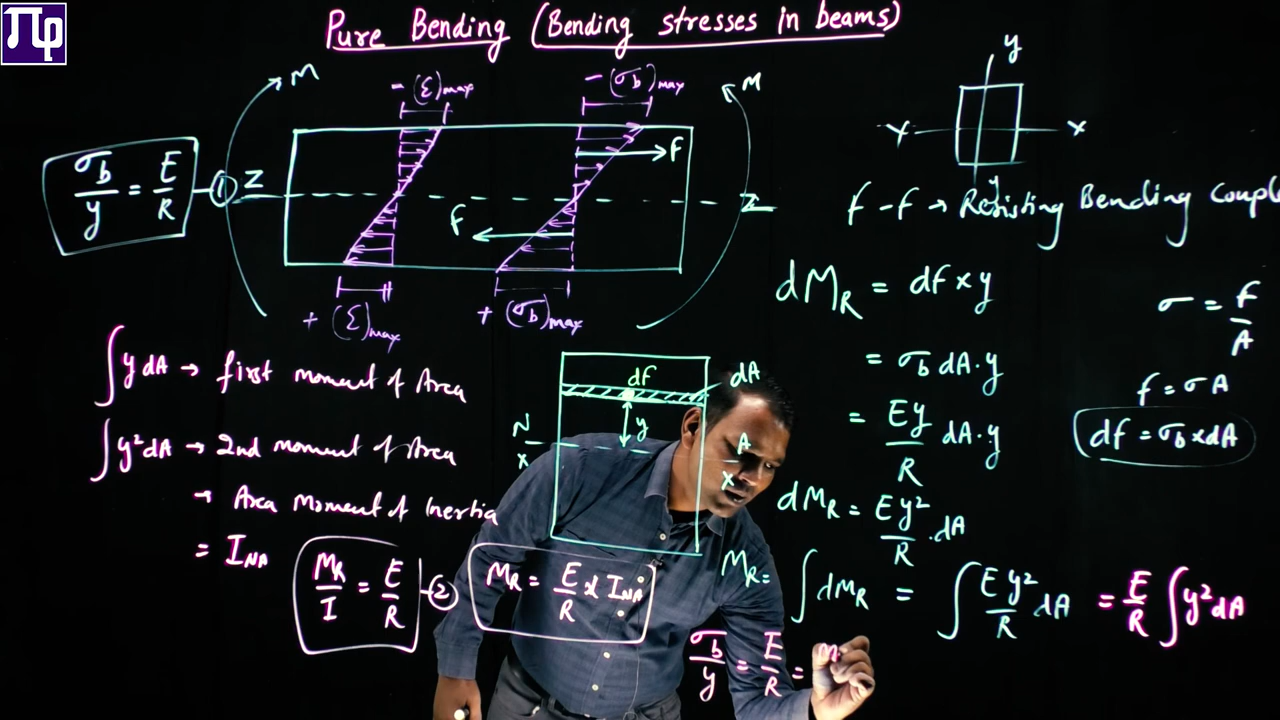 πφ
Pure Bending (Bending stresses in beams)
M
- (ε)max
- (σb)max
M
y
x x
y
σb/y = E/R - ①
Z Z
F
F
+ (ε)max
+ (σb)max
f - f → Resisting Bending Coupl
dMR = df × y
= σb dA · y
= Ey/R dA · y
dMR = Ey²/R · dA
σ = f/A
f = σ A
df = σb × dA
∫y dA → first moment of Area
∫y² dA → 2nd moment of Area
→ Area Moment of Inertia
= INA
df
dA
y
N A
x x
MR/I = E/R - ②
MR = E/R × INA
MR = ∫dMR = ∫Ey²/R dA = E/R ∫y² dA
σb/y = E/R = M